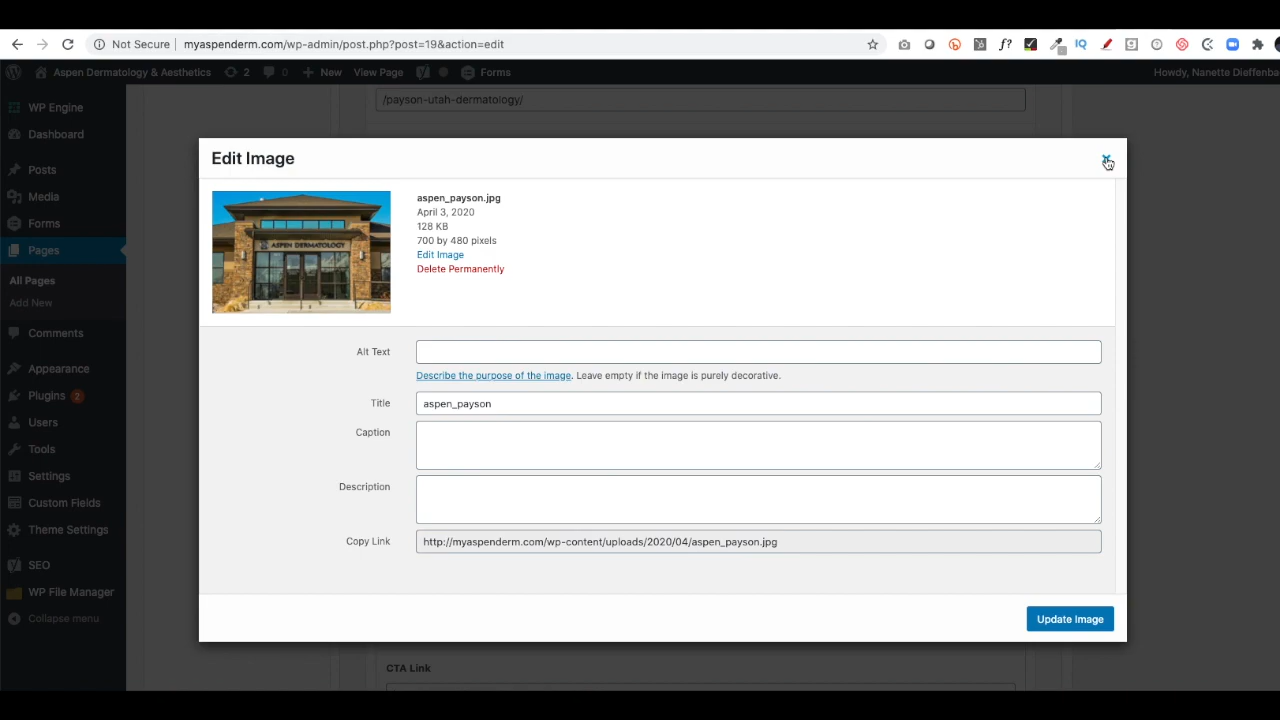 Not Secure myaspenderm.com/wp-admin/post.php?post=19&action=edit
Aspen Dermatology & Aesthetics 2 0 New View Page Forms Howdy, Nanette Dieffenba
WP Engine
Dashboard
Posts
Media
Forms
Pages
All Pages
Add New
Comments
Appearance
Plugins 2
Users
Tools
Settings
Custom Fields
Theme Settings
SEO
WP File Manager
Collapse menu
/payson-utah-dermatology/
Edit Image
ASPEN DERMATOLOGY
aspen_payson.jpg
April 3, 2020
128 KB
700 by 480 pixels
Edit Image
Delete Permanently
Alt Text
Describe the purpose of the image. Leave empty if the image is purely decorative.
Title aspen_payson
Caption
Description
Copy Link http://myaspenderm.com/wp-content/uploads/2020/04/aspen_payson.jpg
Update Image
CTA Link